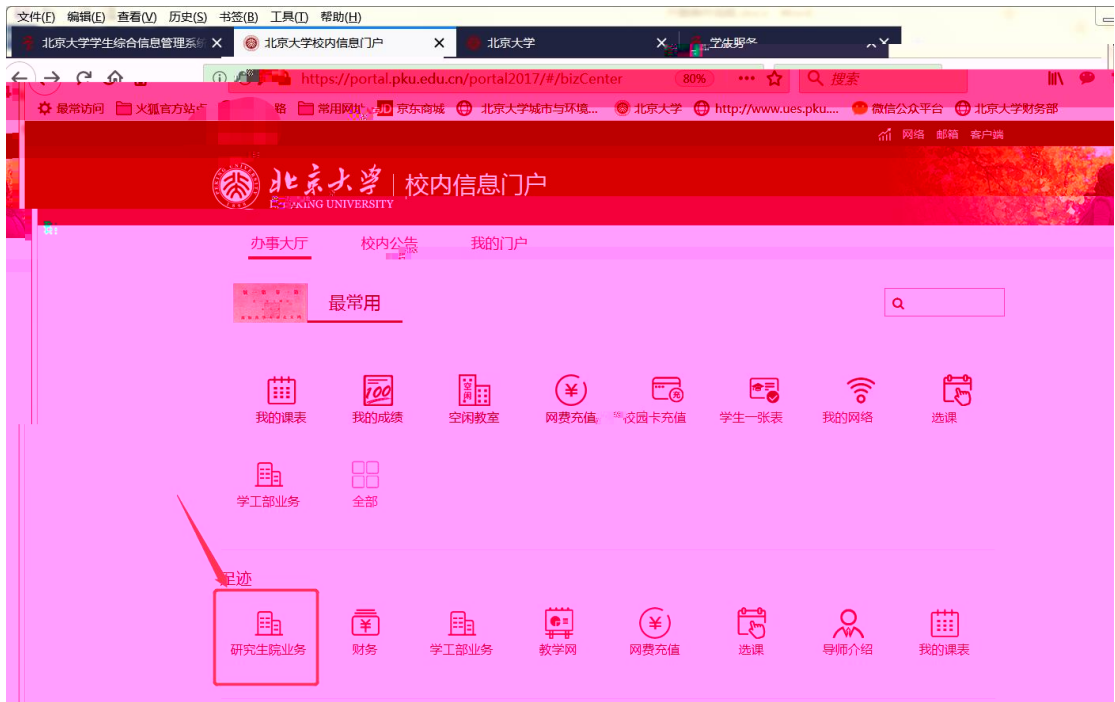 文件(F) 编辑(E) 查看(V) 历史(S) 书签(B) 工具(T) 帮助(H)
北京大学学生综合信息管理系统 北京大学校内信息门户 北京大学
https://portal.pku.edu.cn/portal2017/#/bizCenter 80% 搜索
最常访问 火狐官方站点 常用网址 京东商城 北京大学城市与环境... 北京大学 http://www.ues.pku.... 微信公众平台 北京大学财务部
网络 邮箱 客户端
北京大学 校内信息门户
PEKING UNIVERSITY
办事大厅 校内公告 我的门户
最常用
我的课表 我的成绩 空闲教室 网费充值 校园卡充值 学生一张表 我的网络 选课
学工部业务 全部
足迹
研究生院业务 财务 学工部业务 教学网 网费充值 选课 导师介绍 我的课表